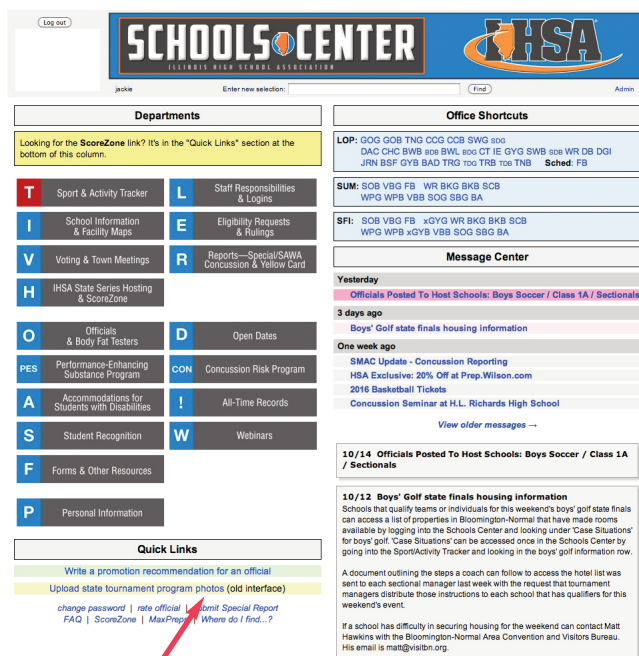 Log out
SCHOOLS CENTER
ILLINOIS HIGH SCHOOL ASSOCIATION
IHSA
jackie
Enter new selection:
Find
Admin
Departments
Looking for the ScoreZone link? It's in the "Quick Links" section at the
bottom of this column.
T Sport & Activity Tracker
L Staff Responsibilities
& Logins
I School Information
& Facility Maps
E Eligibility Requests
& Rulings
V Voting & Town Meetings
R Reports—Special/SAWA
Concussion & Yellow Card
H IHSA State Series Hosting
& ScoreZone
O Officials
& Body Fat Testers
D Open Dates
PES Performance-Enhancing
Substance Program
CON Concussion Risk Program
A Accommodations for
Students with Disabilities
! All-Time Records
S Student Recognition
W Webinars
F Forms & Other Resources
P Personal Information
Quick Links
Write a promotion recommendation for an official
Upload state tournament program photos (old interface)
change password | rate official | Submit Special Report
FAQ | ScoreZone | MaxPreps | Where do I find...?
Office Shortcuts
LOP: GOG GOB TNG CCG CCB SWG SDG
DAC CHC BWB BDB BWL BDG CT IE GYG SWB SDB WR DB DGI
JRN BSF GYB BAD TRG TDG TRB TDB TNB Sched: FB
SUM: SOB VBG FB WR BKG BKB SCB
WPG WPB VBB SOG SBG BA
SFI: SOB VBG FB xGYG WR BKG BKB SCB
WPG WPB xGYB VBB SOG SBG BA
Message Center
Yesterday
Officials Posted To Host Schools: Boys Soccer / Class 1A / Sectionals
3 days ago
Boys' Golf state finals housing information
One week ago
SMAC Update - Concussion Reporting
HSA Exclusive: 20% Off at Prep.Wilson.com
2016 Basketball Tickets
Concussion Seminar at H.L. Richards High School
View older messages →
10/14 Officials Posted To Host Schools: Boys Soccer / Class 1A
/ Sectionals
10/12 Boys' Golf state finals housing information
Schools that qualify teams or individuals for this weekend's boys' golf state finals
can access a list of properties in Bloomington-Normal that have made rooms
available by logging into the Schools Center and looking under 'Case Situations'
for boys' golf. 'Case Situations' can be accessed once in the Schools Center by
going into the Sport/Activity Tracker and looking in the boys' golf information row.
A document outlining the steps a coach can follow to access the hotel list was
sent to each sectional manager last week with the request that tournament
managers distribute those instructions to each school that has qualifiers for this
weekend's event.
If a school has difficulty in securing housing for the weekend can contact Matt
Hawkins with the Bloomington-Normal Area Convention and Visitors Bureau.
His email is matt@visitbn.org.